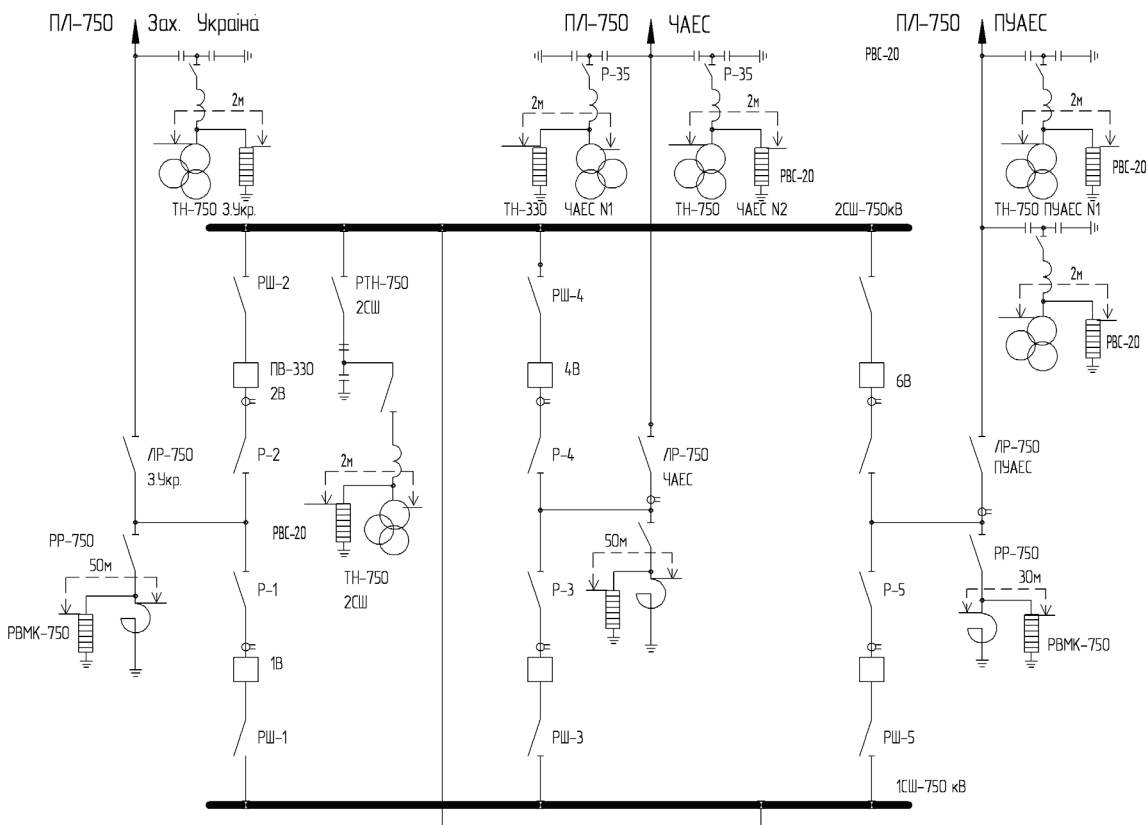 ПЛ-750 Зах. Україна
ПЛ-750 ЧАЕС
ПЛ-750 ПУАЕС
РВС-20
Р-35
Р-35
2м
2м
2м
2м
РВС-20
РВС-20
ТН-750 З.Укр.
ТН-330 ЧАЕС N1
ТН-750 ЧАЕС N2
2СШ-750кВ
ТН-750 ПУАЕС N1
РШ-2
РТН-750
2СШ
РШ-4
2м
РВС-20
ПВ-330
2В
4В
6В
ЛР-750
З.Укр.
Р-2
2м
Р-4
ЛР-750
ЧАЕС
ЛР-750
ПУАЕС
РВС-20
ТН-750
2СШ
РР-750
50м
50м
РР-750
30м
Р-1
Р-3
Р-5
РВМК-750
РВМК-750
1В
РШ-1
РШ-3
РШ-5
1СШ-750 кВ